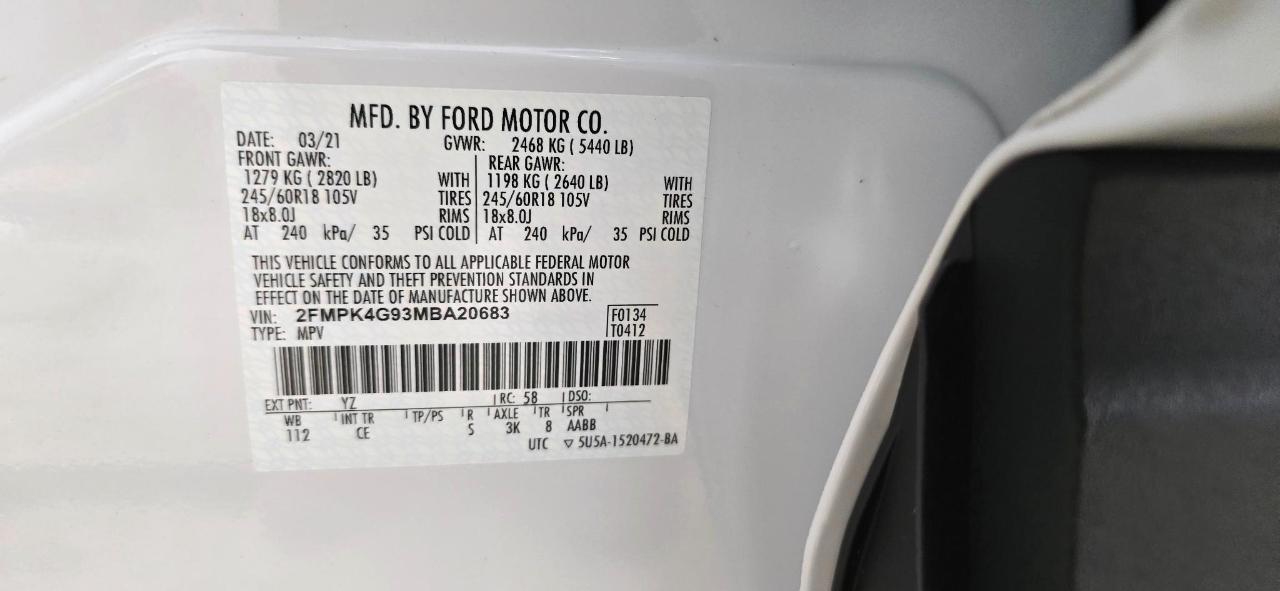 MFD. BY FORD MOTOR CO.
DATE: 03/21 GVWR: 2468 KG ( 5440 LB)
FRONT GAWR: REAR GAWR:
1279 KG ( 2820 LB) WITH 1198 KG ( 2640 LB) WITH
245/60R18 105V TIRES 245/60R18 105V TIRES
18x8.0J RIMS 18x8.0J RIMS
AT 240 kPa/ 35 PSI COLD AT 240 kPa/ 35 PSI COLD
THIS VEHICLE CONFORMS TO ALL APPLICABLE FEDERAL MOTOR
VEHICLE SAFETY AND THEFT PREVENTION STANDARDS IN
EFFECT ON THE DATE OF MANUFACTURE SHOWN ABOVE.
VIN: 2FMPK4G93MBA20683 F0134
TYPE: MPV T0412
EXT PNT: YZ RC: 58 DSO:
WB INT TR TP/PS R AXLE TR SPR
112 CE S 3K 8 AABB
UTC ▽ 5U5A-1520472-BA